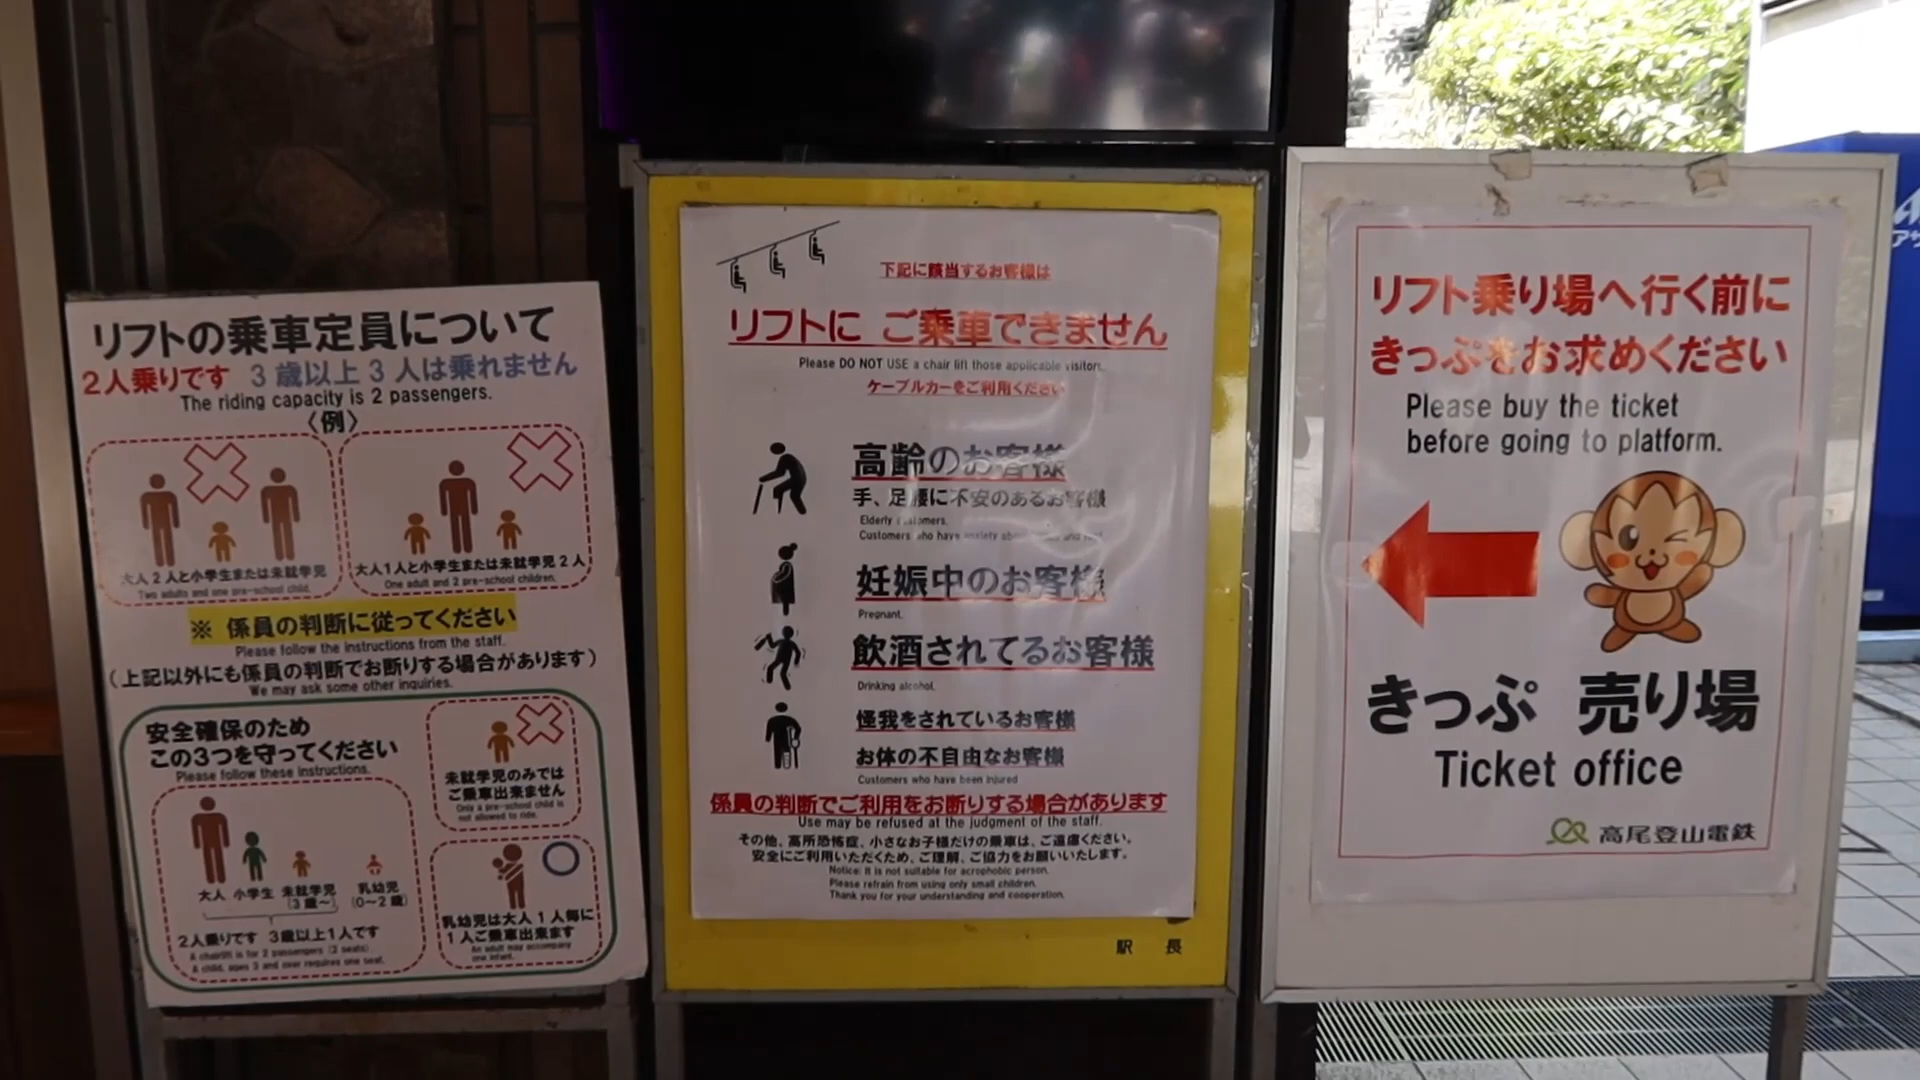 リフトの乗車定員について
2人乗りです 3歳以上3人は乗れません
The riding capacity is 2 passengers.
〈例〉
大人2人と小学生または未就学児
Two adults and one pre-school child.
大人1人と小学生または未就学児2人
One adult and 2 pre-school children.
※ 係員の判断に従ってください
Please follow the instructions from the staff.
(上記以外にも係員の判断でお断りする場合があります)
We may ask some other inquiries.
安全確保のため
この3つを守ってください
Please follow these instructions.
大人 小学生 未就学児 乳幼児
(3歳〜) (0〜2歳)
2人乗りです 3歳以上1人です
A chairlift is for 2 passengers (2 seats)
A child, ages 3 and over requires one seat.
未就学児のみでは
ご乗車出来ません
Only a pre-school child is
not allowed to ride.
乳幼児は大人1人毎に
1人ご乗車出来ます
An adult may accompany
one infant.
下記に該当するお客様は
リフトに ご乗車できません
Please DO NOT USE a chair lift those applicable visitors.
ケーブルカーをご利用ください
高齢のお客様
手、足腰に不安のあるお客様
Elderly customers.
Customers who have anxiety
妊娠中のお客様
Pregnant.
飲酒されてるお客様
Drinking alcohol.
怪我をされているお客様
お体の不自由なお客様
Customers who have been injured
係員の判断でご利用をお断りする場合があります
Use may be refused at the judgment of the staff.
その他、高所恐怖症、小さなお子様だけの乗車は、ご遠慮ください。
安全にご利用いただくため、ご理解、ご協力をお願いいたします。
Notice: It is not suitable for acrophobic person.
Please refrain from using only small children.
Thank you for your understanding and cooperation.
駅 長
リフト乗り場へ行く前に
きっぷをお求めください
Please buy the ticket
before going to platform.
きっぷ 売り場
Ticket office
高尾登山電鉄